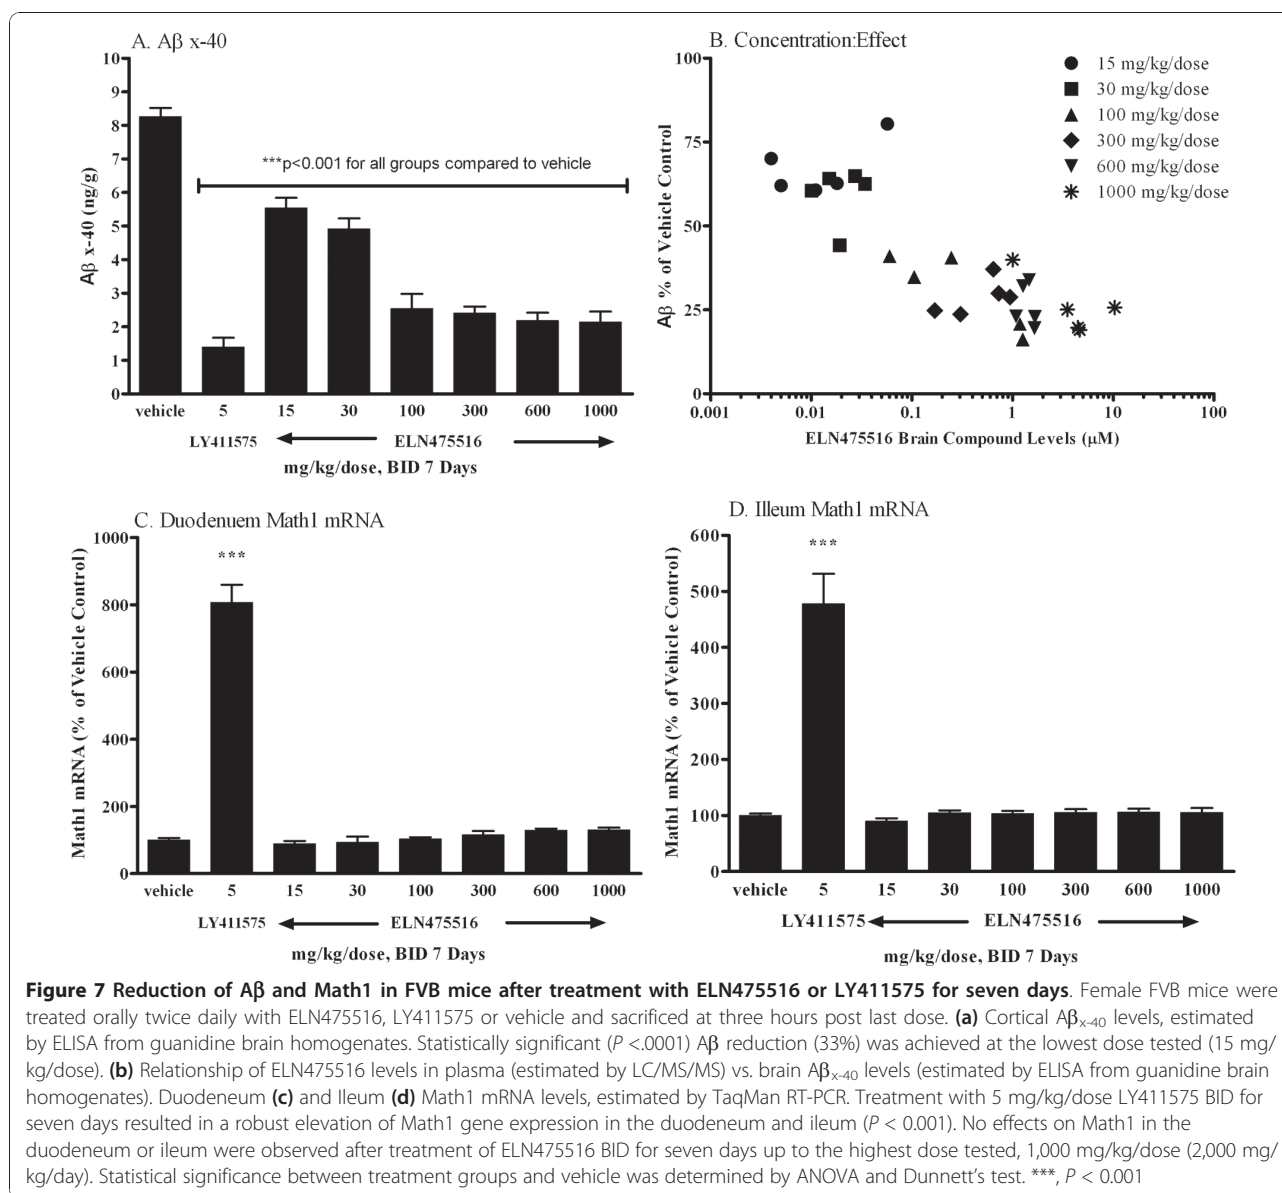 A. Aβ x-40
10
9
8
7
6
5
4
3
2
1
0
Aβ x-40 (ng/g)
***p<0.001 for all groups compared to vehicle
vehicle 5 15 30 100 300 600 1000
LY411575 ELN475516
mg/kg/dose, BID 7 Days
B. Concentration:Effect
100
75
50
25
0
Aβ % of Vehicle Control
15 mg/kg/dose
30 mg/kg/dose
100 mg/kg/dose
300 mg/kg/dose
600 mg/kg/dose
1000 mg/kg/dose
0.001 0.01 0.1 1 10 100
ELN475516 Brain Compound Levels (µM)
C. Duodenuem Math1 mRNA
1000
800
600
400
200
0
Math1 mRNA (% of Vehicle Control)
***
vehicle 5 15 30 100 300 600 1000
LY411575 ELN475516
mg/kg/dose, BID 7 Days
D. Illeum Math1 mRNA
600
500
400
300
200
100
0
Math1 mRNA (% of Vehicle Control)
***
vehicle 5 15 30 100 300 600 1000
LY411575 ELN475516
mg/kg/dose, BID 7 Days
Figure 7 Reduction of Aβ and Math1 in FVB mice after treatment with ELN475516 or LY411575 for seven days. Female FVB mice were
treated orally twice daily with ELN475516, LY411575 or vehicle and sacrificed at three hours post last dose. (a) Cortical Aβx-40 levels, estimated
by ELISA from guanidine brain homogenates. Statistically significant (P <.0001) Aβ reduction (33%) was achieved at the lowest dose tested (15 mg/
kg/dose). (b) Relationship of ELN475516 levels in plasma (estimated by LC/MS/MS) vs. brain Aβx-40 levels (estimated by ELISA from guanidine brain
homogenates). Duodeneum (c) and Ileum (d) Math1 mRNA levels, estimated by TaqMan RT-PCR. Treatment with 5 mg/kg/dose LY411575 BID for
seven days resulted in a robust elevation of Math1 gene expression in the duodeneum and ileum (P < 0.001). No effects on Math1 in the
duodeneum or ileum were observed after treatment of ELN475516 BID for seven days up to the highest dose tested, 1,000 mg/kg/dose (2,000 mg/
kg/day). Statistical significance between treatment groups and vehicle was determined by ANOVA and Dunnett's test. ***, P < 0.001